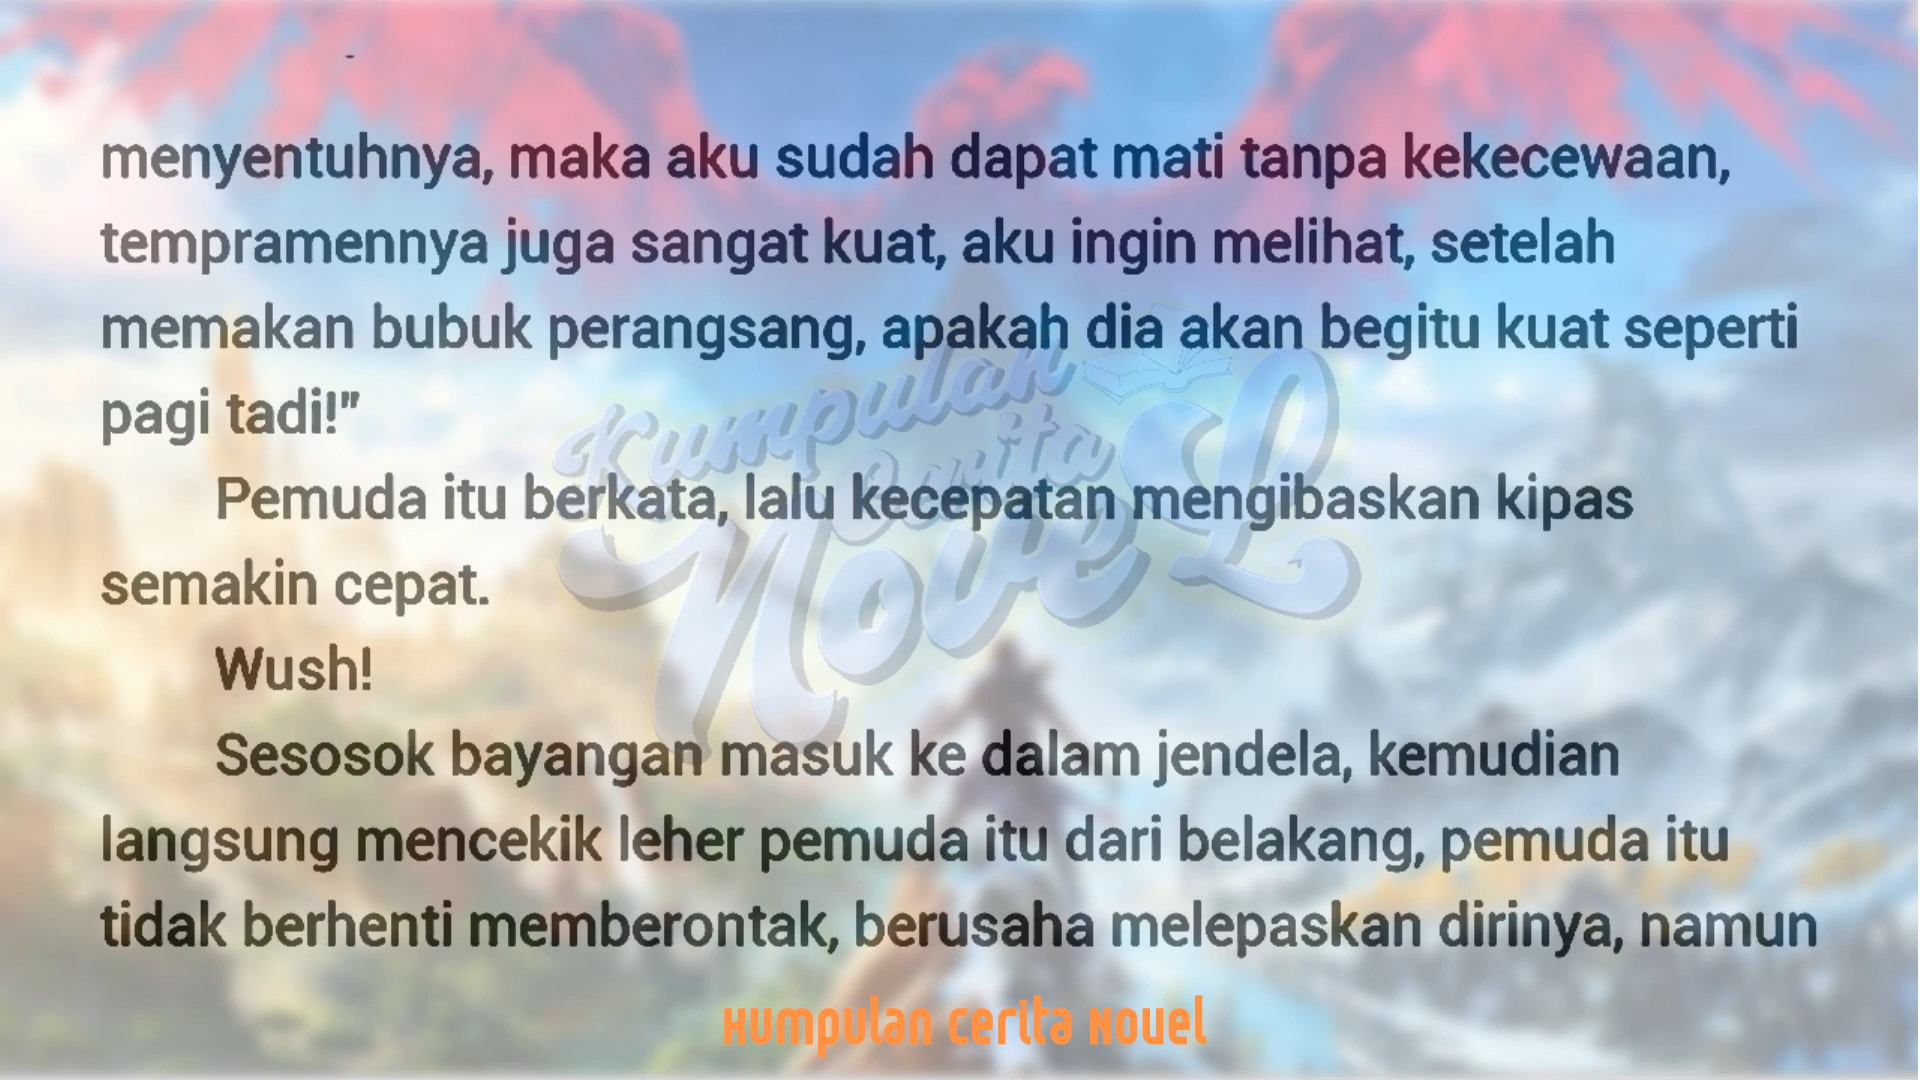 menyentuhnya, maka aku sudah dapat mati tanpa kekecewaan,
tempramennya juga sangat kuat, aku ingin melihat, setelah
memakan bubuk perangsang, apakah dia akan begitu kuat seperti
pagi tadi!"
Pemuda itu berkata, lalu kecepatan mengibaskan kipas
semakin cepat.
Wush!
Sesosok bayangan masuk ke dalam jendela, kemudian
langsung mencekik leher pemuda itu dari belakang, pemuda itu
tidak berhenti memberontak, berusaha melepaskan dirinya, namun
Kumpulan
Cerita
Novel
Kumpulan Cerita Novel